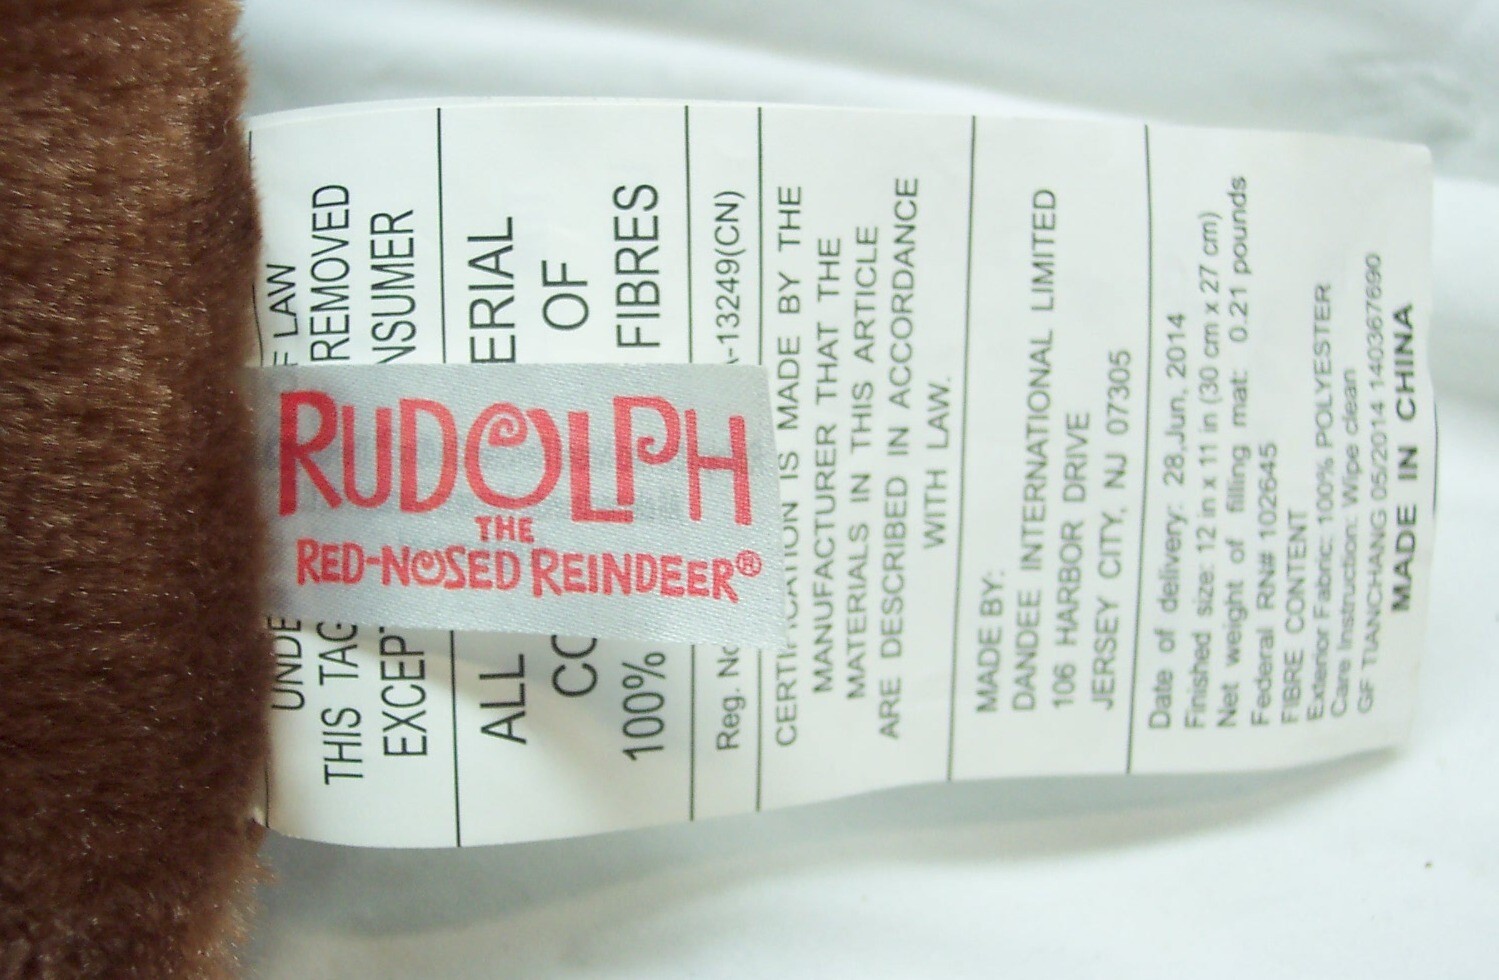 RUDOLPH
THE
RED-NOSED REINDEER®
UNDE F LAW
THIS TAG REMOVED
EXCEPT NSUMER
ALL ERIAL
CO OF
100% FIBRES
Reg. No -13249(CN)
CERTIFICATION IS MADE BY THE
MANUFACTURER THAT THE
MATERIALS IN THIS ARTICLE
ARE DESCRIBED IN ACCORDANCE
WITH LAW.
MADE BY:
DANDEE INTERNATIONAL LIMITED
106 HARBOR DRIVE
JERSEY CITY, NJ 07305
Date of delivery: 28,Jun, 2014
Finished size: 12 in x 11 in (30 cm x 27 cm)
Net weight of filling mat: 0.21 pounds
Federal RN# 102645
FIBRE CONTENT
Exterior Fabric: 100% POLYESTER
Care Instruction: Wipe clean
GF TIANCHANG 05/2014 1403676690
MADE IN CHINA